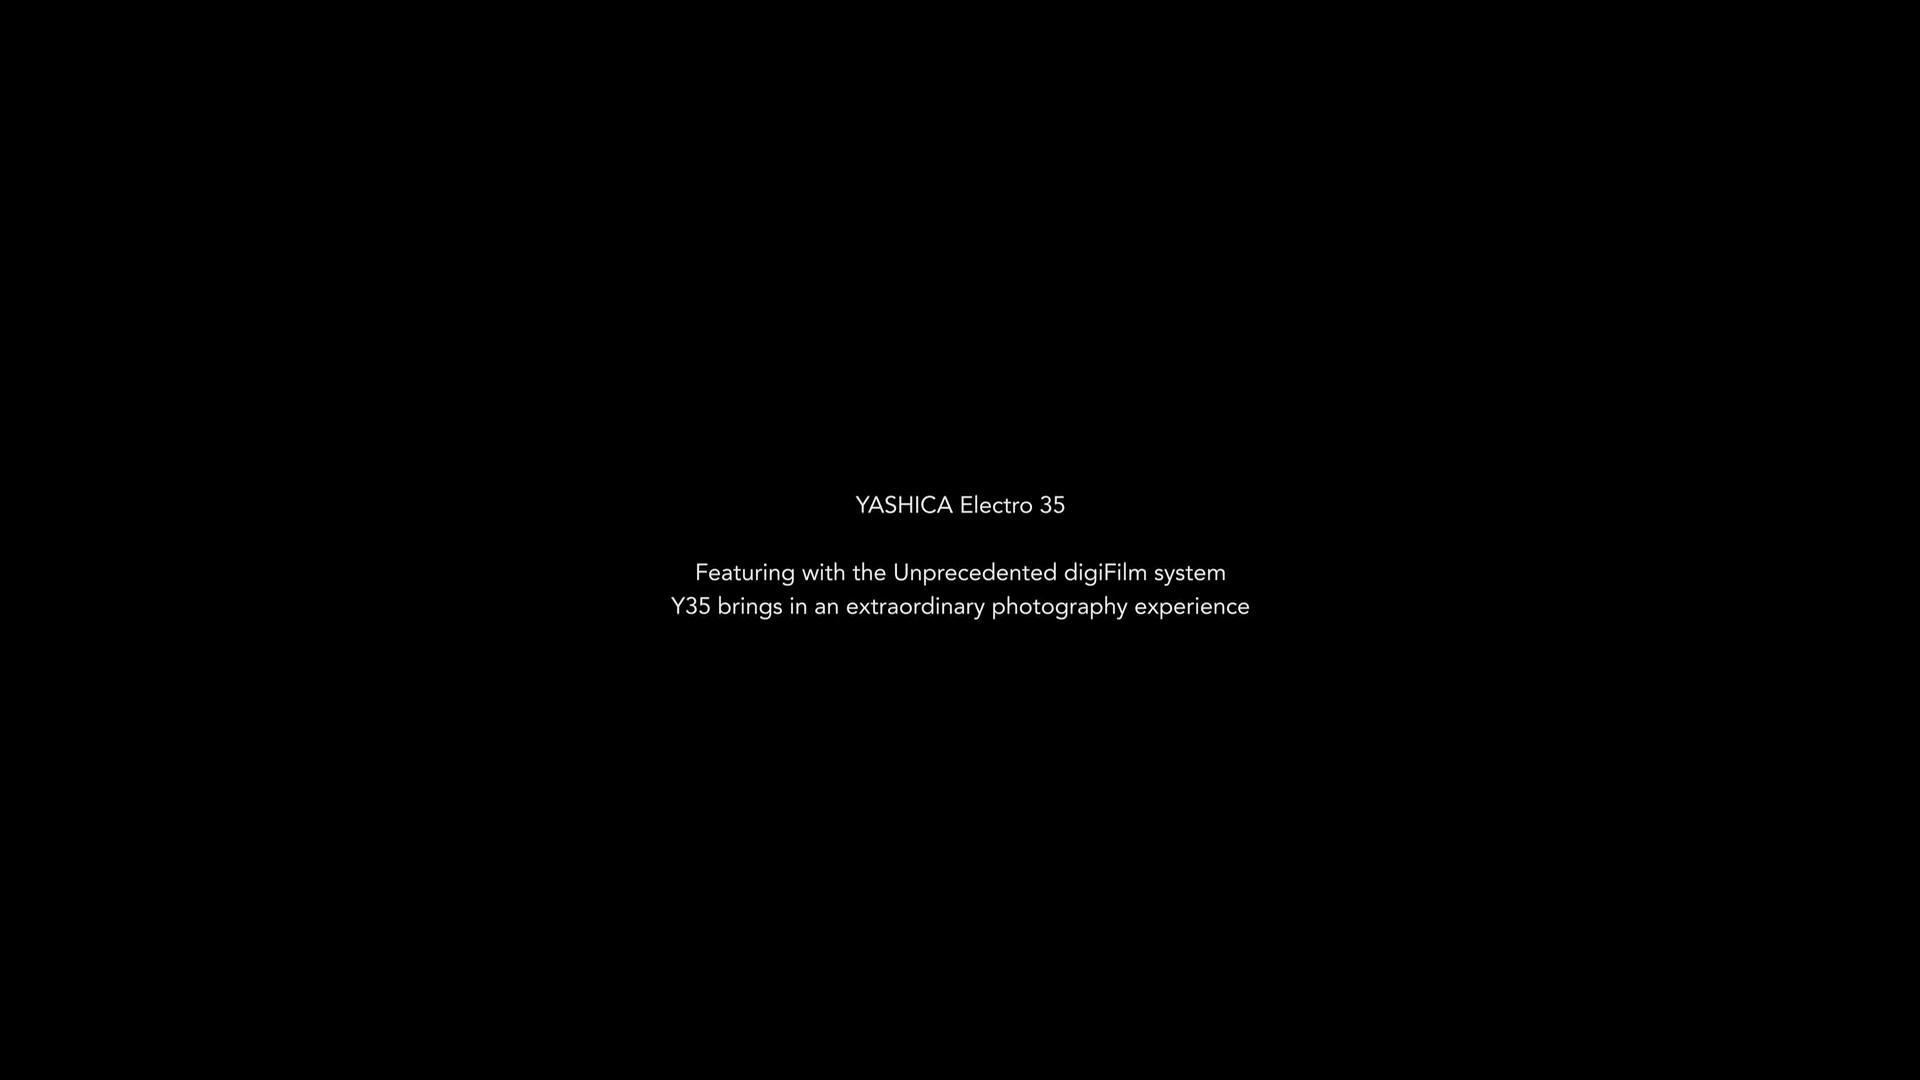 YASHICA Electro 35
Featuring with the Unprecedented digiFilm system
Y35 brings in an extraordinary photography experience